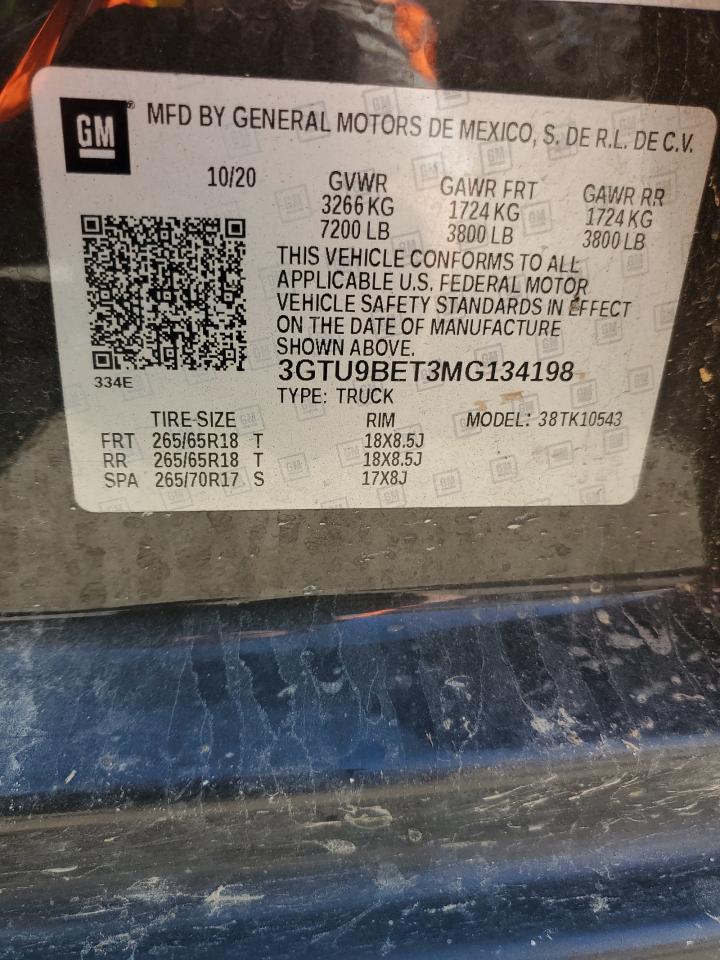 GM ® MFD BY GENERAL MOTORS DE MEXICO, S. DE R.L. DE C.V.
10/20 GVWR GAWR FRT GAWR RR
3266 KG 1724 KG 1724 KG
7200 LB 3800 LB 3800 LB
THIS VEHICLE CONFORMS TO ALL
APPLICABLE U.S. FEDERAL MOTOR
VEHICLE SAFETY STANDARDS IN EFFECT
ON THE DATE OF MANUFACTURE
SHOWN ABOVE.
334E 3GTU9BET3MG134198
TYPE: TRUCK
TIRE SIZE RIM MODEL: 38TK10543
FRT 265/65R18 T 18X8.5J
RR 265/65R18 T 18X8.5J
SPA 265/70R17 S 17X8J